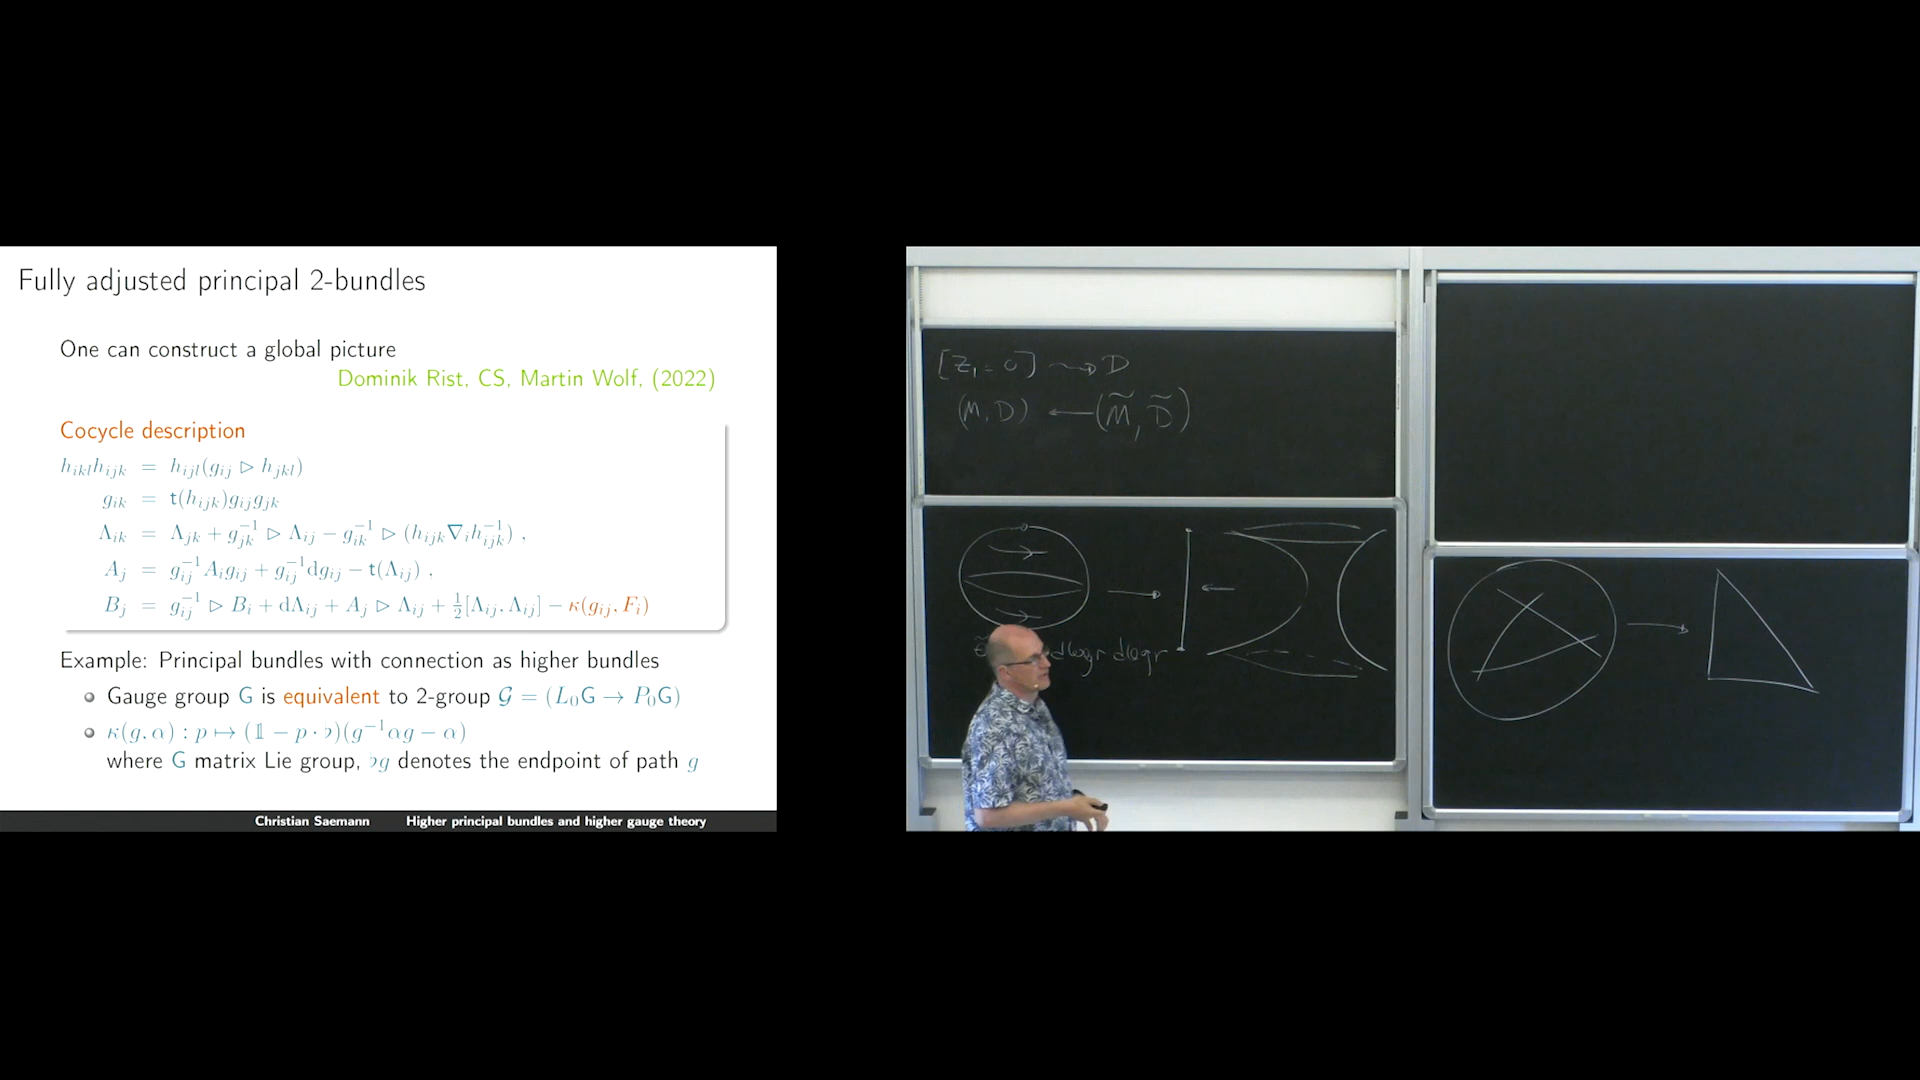 Fully adjusted principal 2-bundles
One can construct a global picture
Dominik Rist, CS, Martin Wolf, (2022)
Cocycle description
h_{ikl}h_{ijk} = h_{ijl}(g_{ij} ▷ h_{jkl})
g_{ik} = t(h_{ijk})g_{ij}g_{jk}
Λ_{ik} = Λ_{jk} + g_{jk}^{-1} ▷ Λ_{ij} − g_{ik}^{-1} ▷ (h_{ijk}∇_i h_{ijk}^{-1}) ,
A_j = g_{ij}^{-1}A_i g_{ij} + g_{ij}^{-1}dg_{ij} − t(Λ_{ij}) ,
B_j = g_{ij}^{-1} ▷ B_i + dΛ_{ij} + A_j ▷ Λ_{ij} + ½[Λ_{ij}, Λ_{ij}] − κ(g_{ij}, F_i)
Example: Principal bundles with connection as higher bundles
Gauge group G is equivalent to 2-group 𝒢 = (L₀G → P₀G)
κ(g, α) : p ↦ (𝟙 − p · ♭)(g^{-1}αg − α)
where G matrix Lie group, ♭g denotes the endpoint of path g
Christian Saemann Higher principal bundles and higher gauge theory
[Z₁ = 0] ⇝ D
(M, D) ← (M̃, D̃)
dlogr dlogr